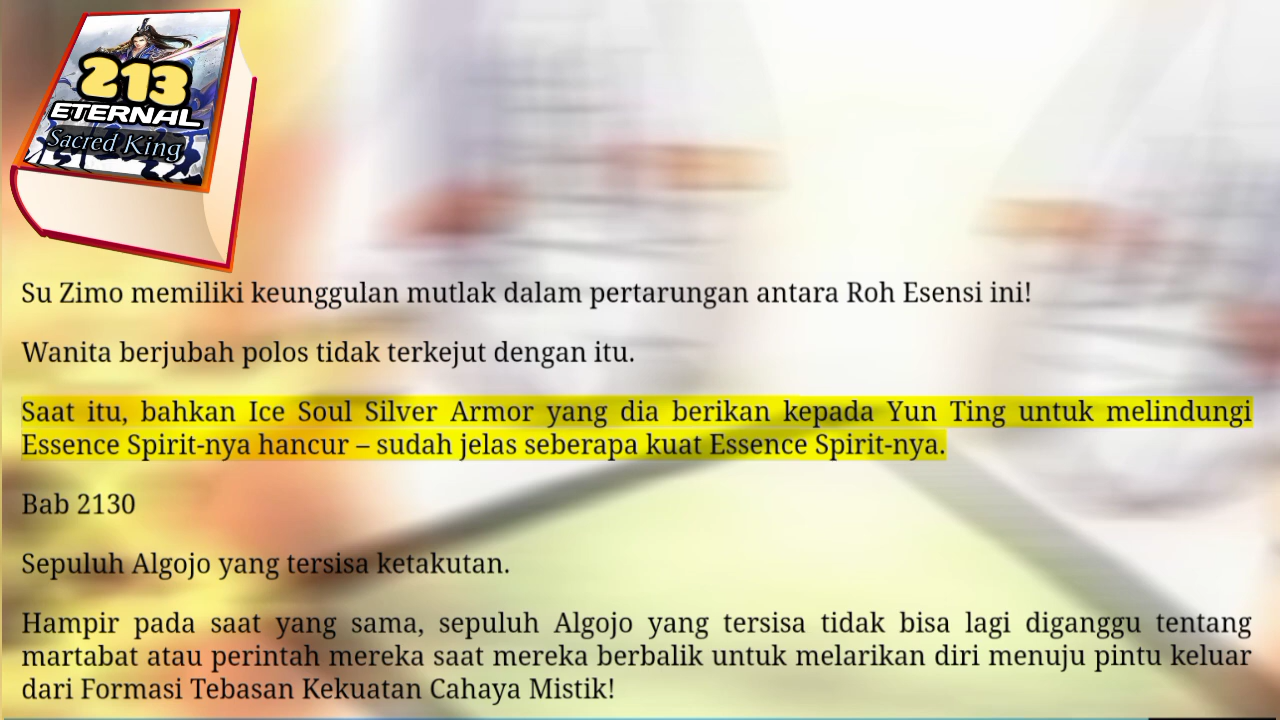 213
ETERNAL
Sacred King
Su Zimo memiliki keunggulan mutlak dalam pertarungan antara Roh Esensi ini!
Wanita berjubah polos tidak terkejut dengan itu.
Saat itu, bahkan Ice Soul Silver Armor yang dia berikan kepada Yun Ting untuk melindungi
Essence Spirit-nya hancur – sudah jelas seberapa kuat Essence Spirit-nya.
Bab 2130
Sepuluh Algojo yang tersisa ketakutan.
Hampir pada saat yang sama, sepuluh Algojo yang tersisa tidak bisa lagi diganggu tentang
martabat atau perintah mereka saat mereka berbalik untuk melarikan diri menuju pintu keluar
dari Formasi Tebasan Kekuatan Cahaya Mistik!